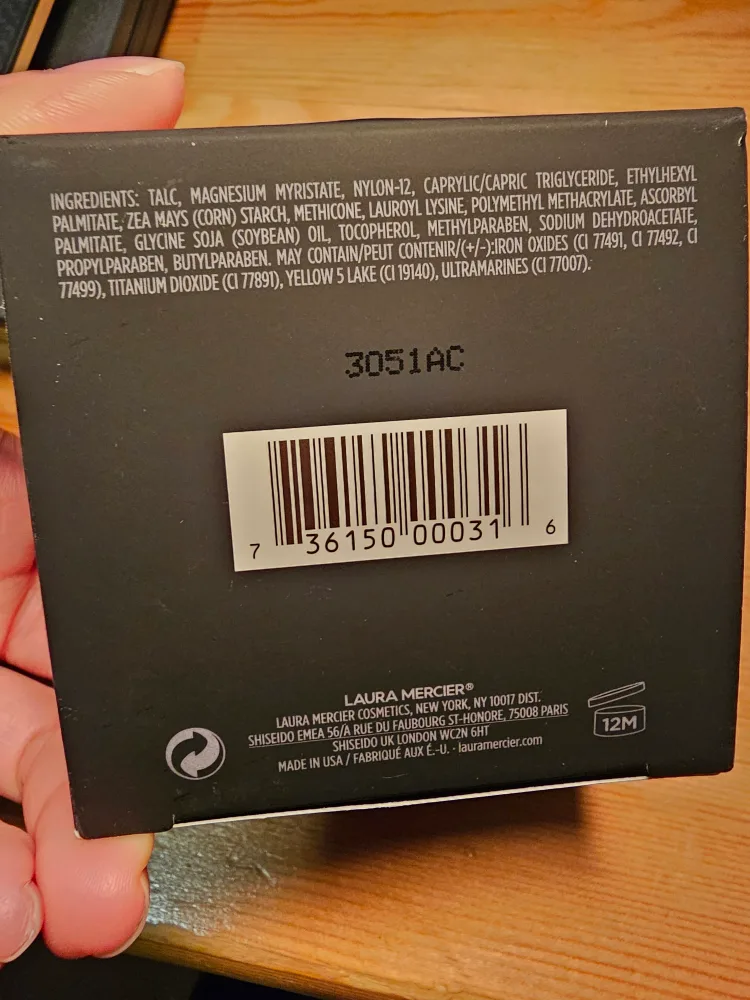 INGREDIENTS: TALC, MAGNESIUM MYRISTATE, NYLON-12, CAPRYLIC/CAPRIC TRIGLYCERIDE, ETHYLHEXYL
PALMITATE, ZEA MAYS (CORN) STARCH, METHICONE, LAUROYL LYSINE, POLYMETHYL METHACRYLATE, ASCORBYL
PALMITATE, GLYCINE SOJA (SOYBEAN) OIL, TOCOPHEROL, METHYLPARABEN, SODIUM DEHYDROACETATE,
PROPYLPARABEN, BUTYLPARABEN. MAY CONTAIN/PEUT CONTENIR/(+/-):IRON OXIDES (CI 77491, CI 77492, CI
77499), TITANIUM DIOXIDE (CI 77891), YELLOW 5 LAKE (CI 19140), ULTRAMARINES (CI 77007).
3051AC
7 36150 00031 6
LAURA MERCIER®
LAURA MERCIER COSMETICS, NEW YORK, NY 10017 DIST.
SHISEIDO EMEA 56/A RUE DU FAUBOURG ST-HONORE, 75008 PARIS
SHISEIDO UK LONDON WC2N 6HT
MADE IN USA / FABRIQUÉ AUX É.-U. · lauramercier.com
12M